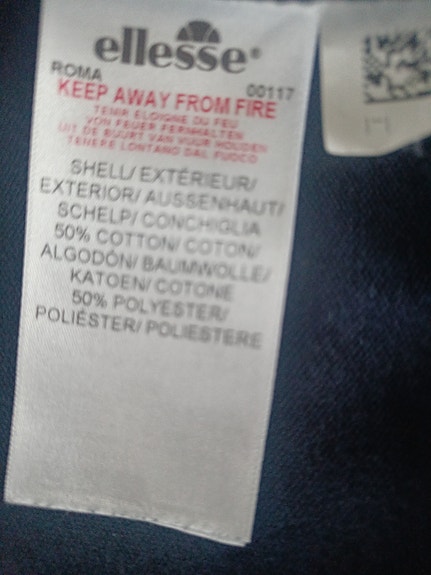 ellesse®
ROMA 00117
KEEP AWAY FROM FIRE
TENIR ELOIGNE DU FEU
VON FEUER FERNHALTEN
UIT DE BUURT VAN VUUR HOUDEN
TENERE LONTANO DAL FUOCO
SHELL/ EXTÉRIEUR/
EXTERIOR/ AUSSENHAUT/
SCHELP/ CONCHIGLIA
50% COTTON/ COTON/
ALGODÓN/ BAUMWOLLE/
KATOEN/ COTONE
50% POLYESTER/
POLIÉSTER/ POLIESTERE